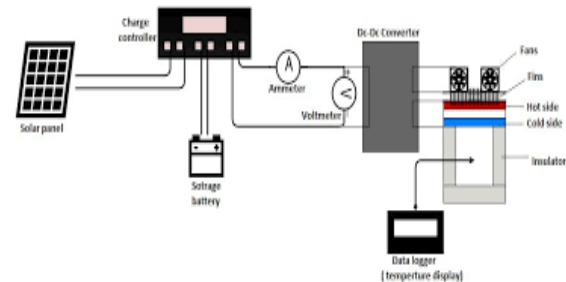 Charge
controller
Solar panel
Sotrage
battery
A
Ammeter
V
Voltmeter
Dc-Dc Converter
Fans
Fins
Hot side
Cold side
Insulator
Data logger
( temperture display)